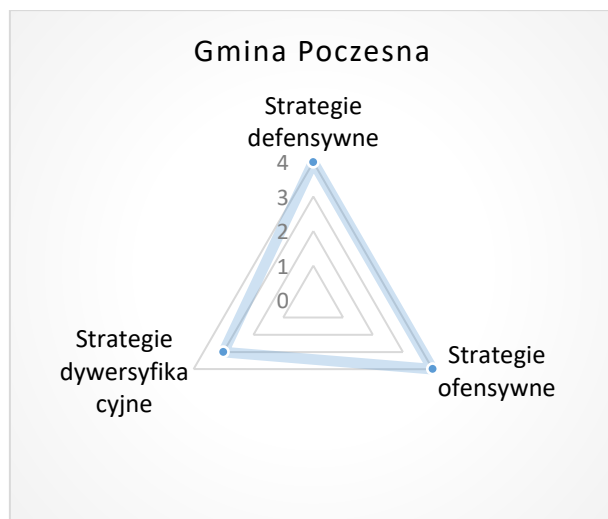 Gmina Poczesna
Strategie
defensywne
4
3
2
1
0
Strategie
ofensywne
Strategie
dywersyfika
cyjne